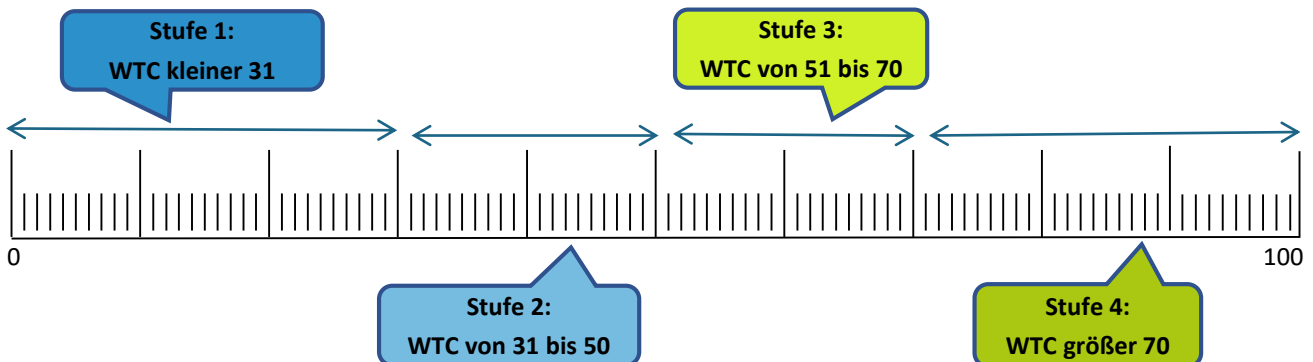 Stufe 1:
WTC kleiner 31
Stufe 3:
WTC von 51 bis 70
0
100
Stufe 2:
WTC von 31 bis 50
Stufe 4:
WTC größer 70